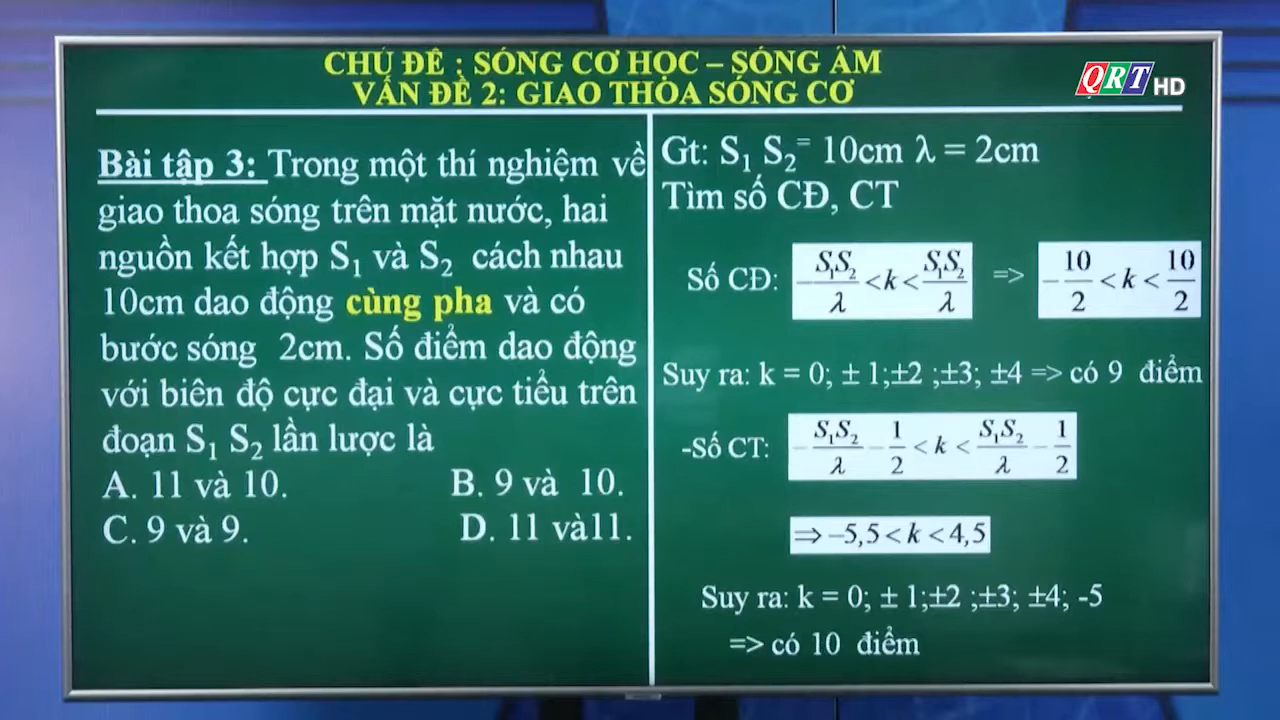 CHỦ ĐỀ : SÓNG CƠ HỌC – SÓNG ÂM
VẤN ĐỀ 2: GIAO THOA SÓNG CƠ
QRT HD
Bài tập 3: Trong một thí nghiệm về
giao thoa sóng trên mặt nước, hai
nguồn kết hợp S₁ và S₂ cách nhau
10cm dao động cùng pha và có
bước sóng 2cm. Số điểm dao động
với biên độ cực đại và cực tiểu trên
đoạn S₁ S₂ lần lược là
A. 11 và 10. B. 9 và 10.
C. 9 và 9. D. 11 và11.
Gt: S₁ S₂= 10cm λ = 2cm
Tìm số CĐ, CT
Số CĐ: -S₁S₂/λ < k < S₁S₂/λ => -10/2 < k < 10/2
Suy ra: k = 0; ± 1;±2 ;±3; ±4 => có 9 điểm
-Số CT: -S₁S₂/λ - 1/2 < k < S₁S₂/λ - 1/2
⇒ -5,5 < k < 4,5
Suy ra: k = 0; ± 1;±2 ;±3; ±4; -5
=> có 10 điểm